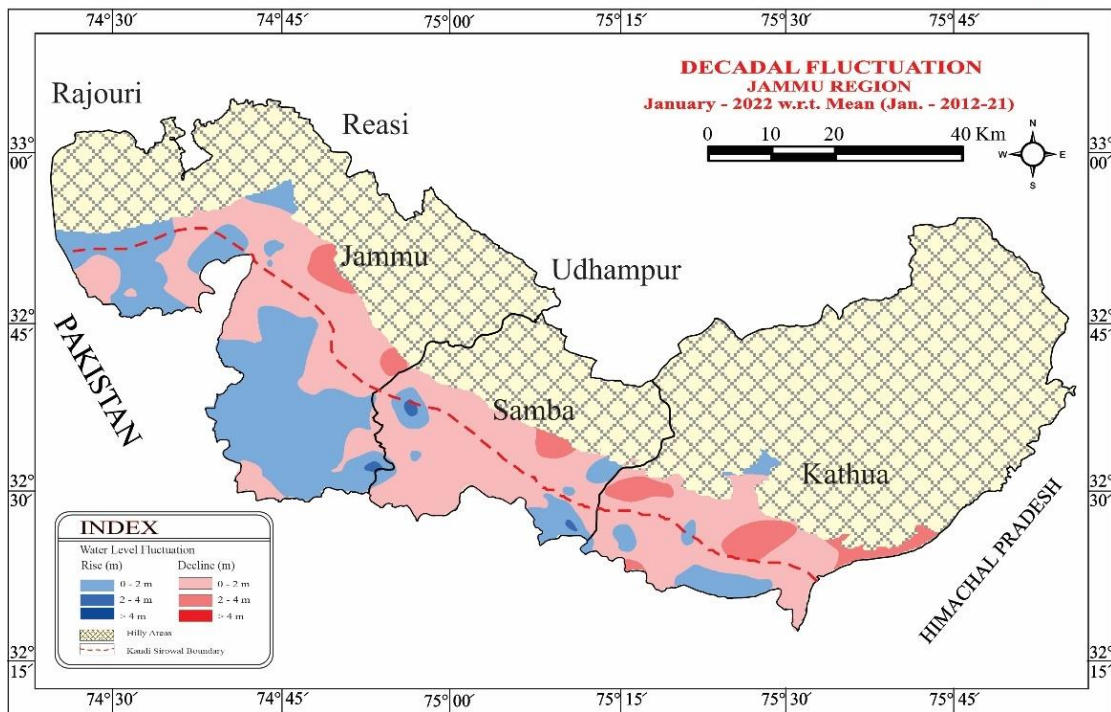 74° 30´ 74° 45´ 75° 00´ 75° 15´ 75° 30´ 75° 45´
DECADAL FLUCTUATION
JAMMU REGION
January - 2022 w.r.t. Mean (Jan. - 2012-21)
0 10 20 40 Km
N
W E
S
Rajouri
Reasi
33° 00´
33° 00´
Jammu
Udhampur
32° 45´
32° 45´
PAKISTAN
Samba
Kathua
32° 30´
32° 30´
HIMACHAL PRADESH
INDEX
Water Level Fluctuation
Rise (m) Decline (m)
0 - 2 m 0 - 2 m
2 - 4 m 2 - 4 m
> 4 m > 4 m
Hilly Areas
Kandi Sirowal Boundary
32° 15´
32° 15´
74° 30´ 74° 45´ 75° 00´ 75° 15´ 75° 30´ 75° 45´